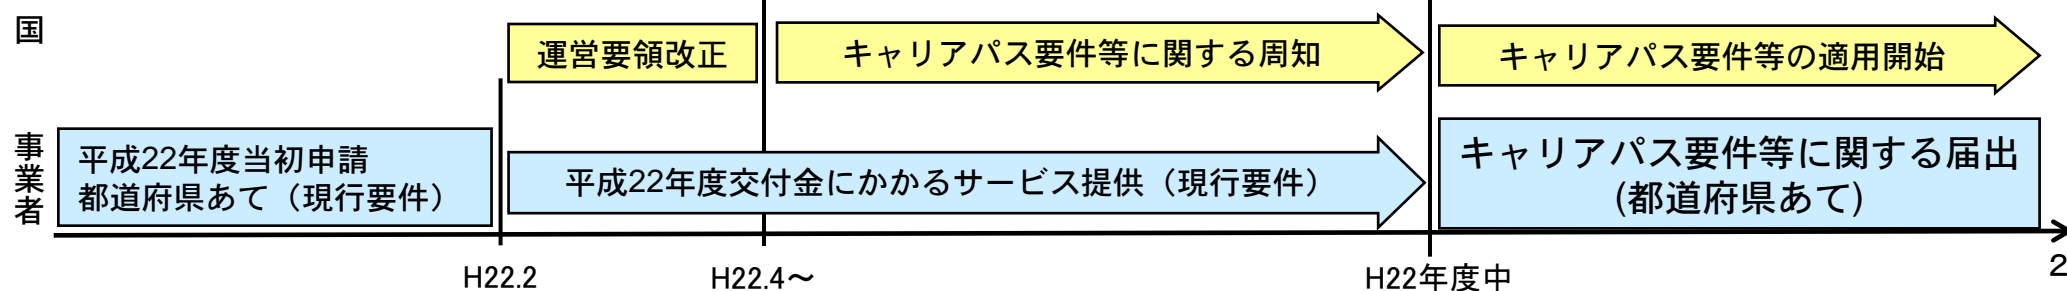 国
運営要領改正
キャリアパス要件等に関する周知
キャリアパス要件等の適用開始
事業者
平成22年度当初申請
都道府県あて（現行要件）
平成22年度交付金にかかるサービス提供（現行要件）
キャリアパス要件等に関する届出
(都道府県あて)
H22.2
H22.4～
H22年度中
2